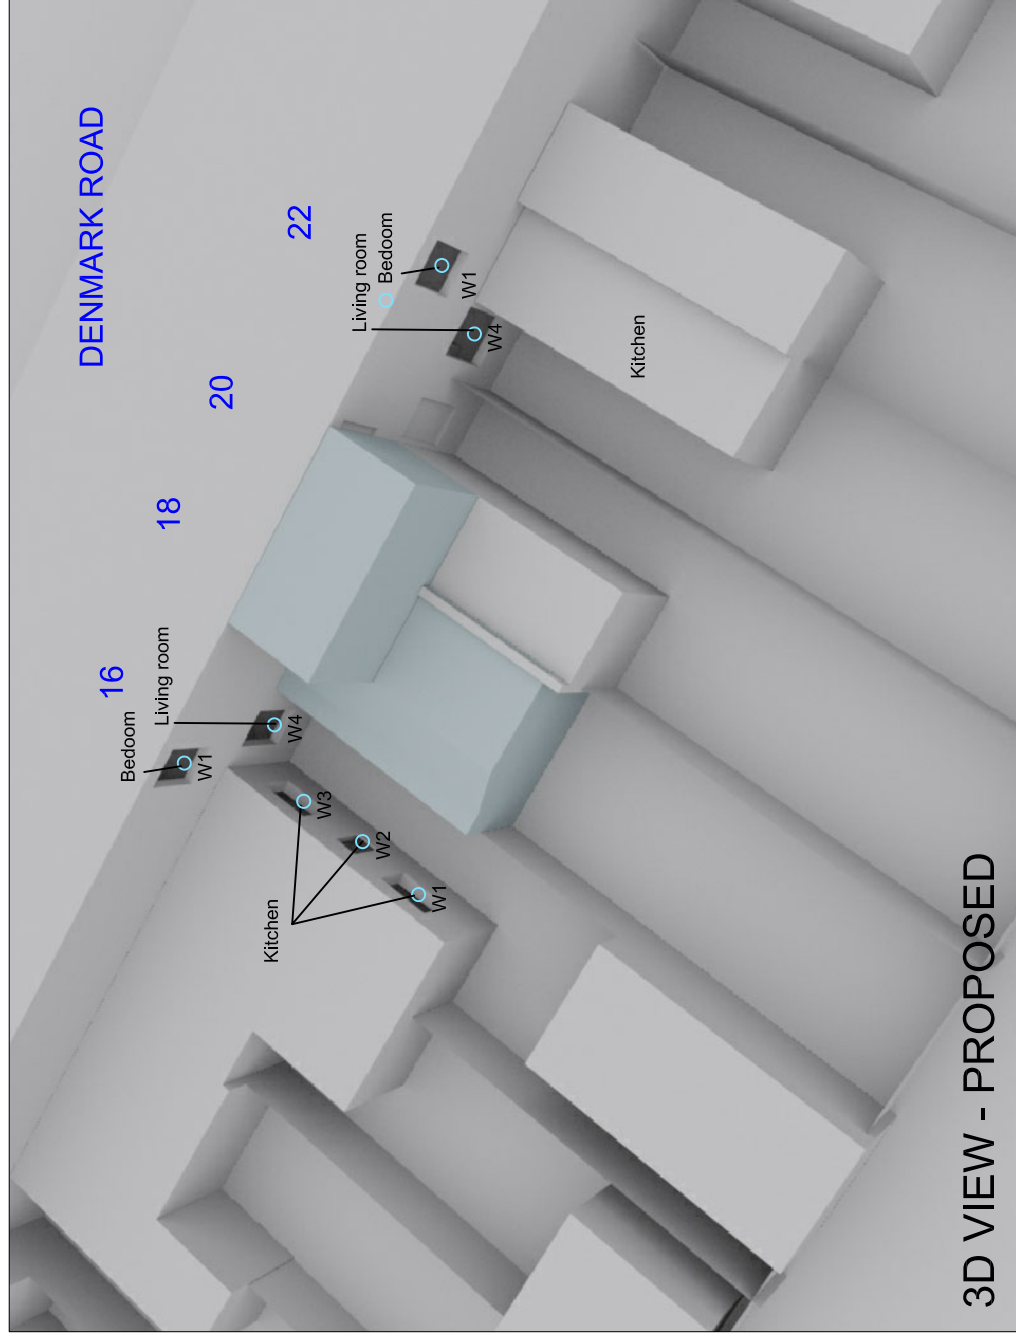 DENMARK ROAD
16
18
20
22
Bedoom
Living room
W1
W4
W3
W2
W1
Kitchen
Living room
Bedoom
W1
W4
Kitchen
3D VIEW - PROPOSED